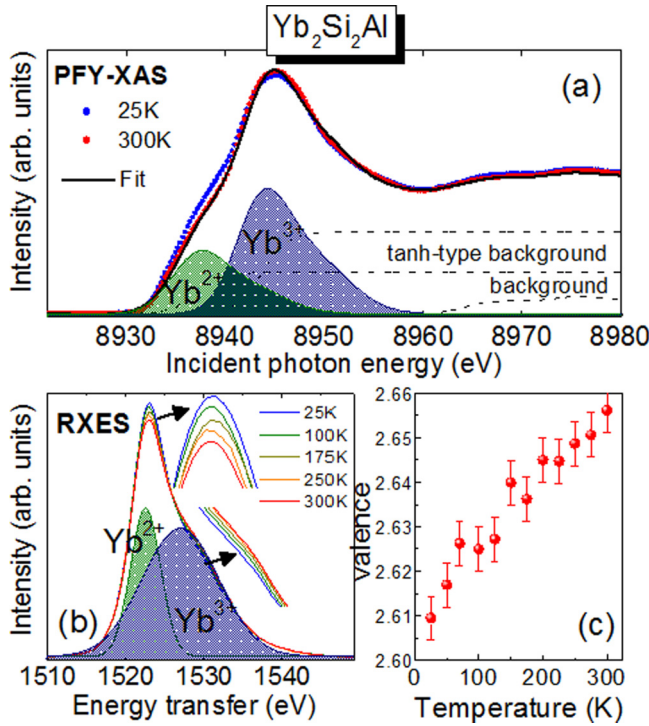 Yb₂Si₂Al
PFY-XAS
(a)
25K
300K
Fit
Yb³⁺
Yb²⁺
tanh-type background
background
Intensity (arb. units)
8930 8940 8950 8960 8970 8980
Incident photon energy (eV)
RXES
25K
100K
175K
250K
300K
Yb²⁺
Yb³⁺
(b)
Intensity (arb. units)
1510 1520 1530 1540
Energy transfer (eV)
2.66
2.65
2.64
2.63
2.62
2.61
2.60
valence
(c)
0 50 100 150 200 250 300
Temperature (K)